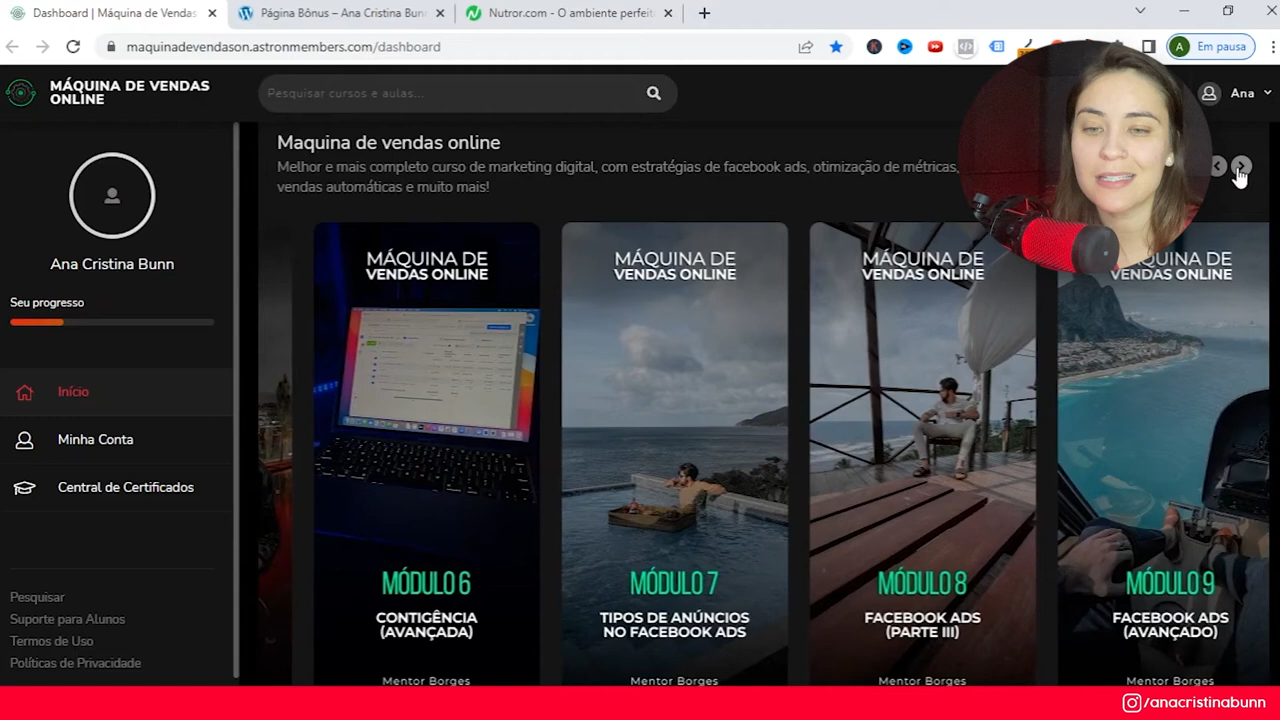 Dashboard | Máquina de Vendas
Página Bônus – Ana Cristina Bunn
Nutror.com - O ambiente perfeit
maquinadevendason.astronmembers.com/dashboard
A
Em pausa
MÁQUINA DE VENDAS
ONLINE
Pesquisar cursos e aulas...
Ana
Ana Cristina Bunn
Seu progresso
Início
Minha Conta
Central de Certificados
Pesquisar
Suporte para Alunos
Termos de Uso
Políticas de Privacidade
Maquina de vendas online
Melhor e mais completo curso de marketing digital, com estratégias de facebook ads, otimização de métricas,
vendas automáticas e muito mais!
MÁQUINA DE
VENDAS ONLINE
MÓDULO 6
CONTIGÊNCIA
(AVANÇADA)
Mentor Borges
MÁQUINA DE
VENDAS ONLINE
MÓDULO 7
TIPOS DE ANÚNCIOS
NO FACEBOOK ADS
Mentor Borges
MÁQUINA DE
VENDAS ONLINE
MÓDULO 8
FACEBOOK ADS
(PARTE III)
Mentor Borges
MÁQUINA DE
VENDAS ONLINE
MÓDULO 9
FACEBOOK ADS
(AVANÇADO)
Mentor Borges
/anacristinabunn